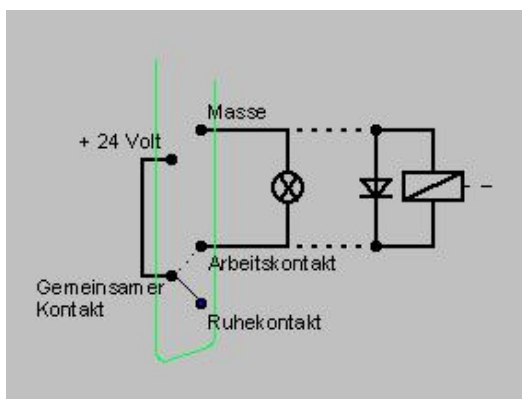 Masse
+ 24 Volt
Arbeitskontakt
Gemeinsamer
Kontakt
Ruhekontakt